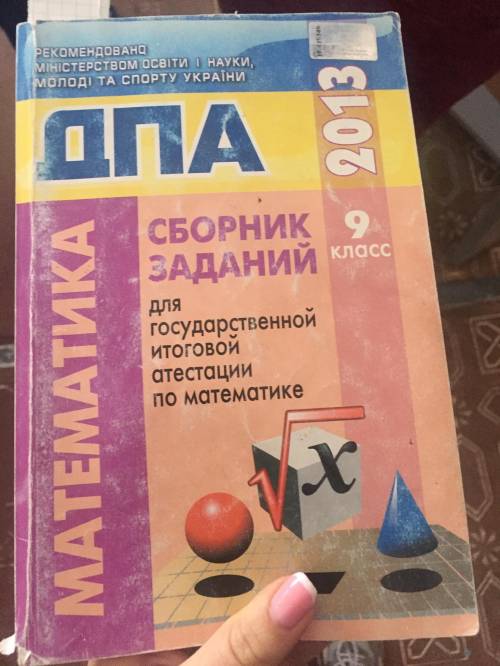 РЕКОМЕНДОВАНО
МІНІСТЕРСТВОМ ОСВІТИ І НАУКИ,
МОЛОДІ ТА СПОРТУ УКРАЇНИ
ДПА
2013
МАТЕМАТИКА
СБОРНИК
ЗАДАНИЙ
9
КЛАСС
для
государственной
итоговой
атестации
по математике
√x